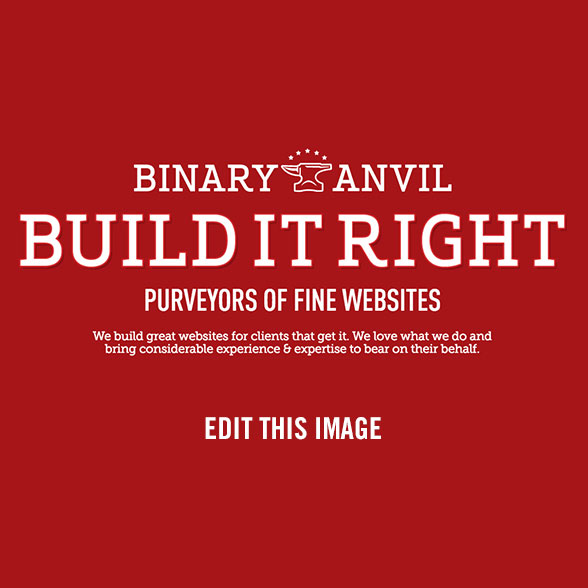 BINARY ANVIL
BUILD IT RIGHT
PURVEYORS OF FINE WEBSITES
We build great websites for clients that get it. We love what we do and
bring considerable experience & expertise to bear on their behalf.
EDIT THIS IMAGE